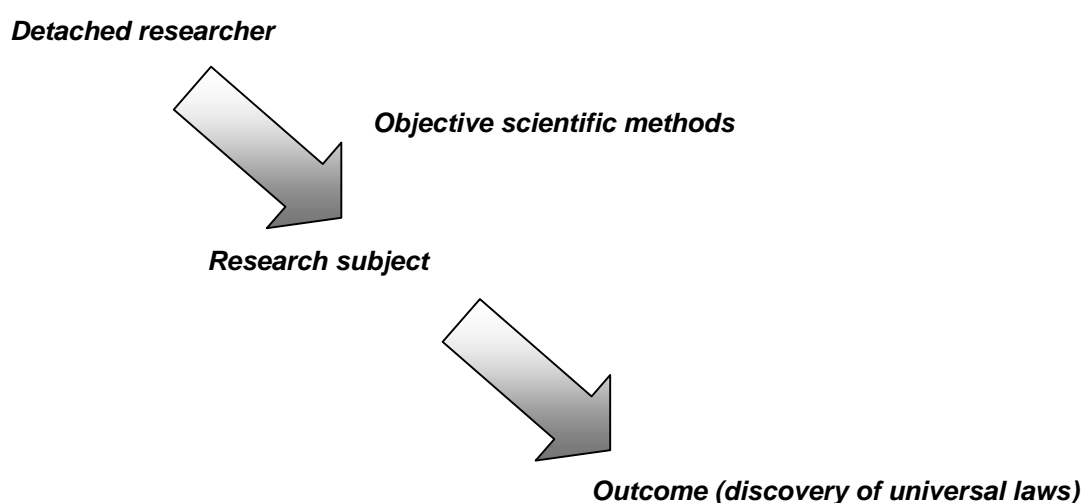 Detached researcher
Objective scientific methods
Research subject
Outcome (discovery of universal laws)